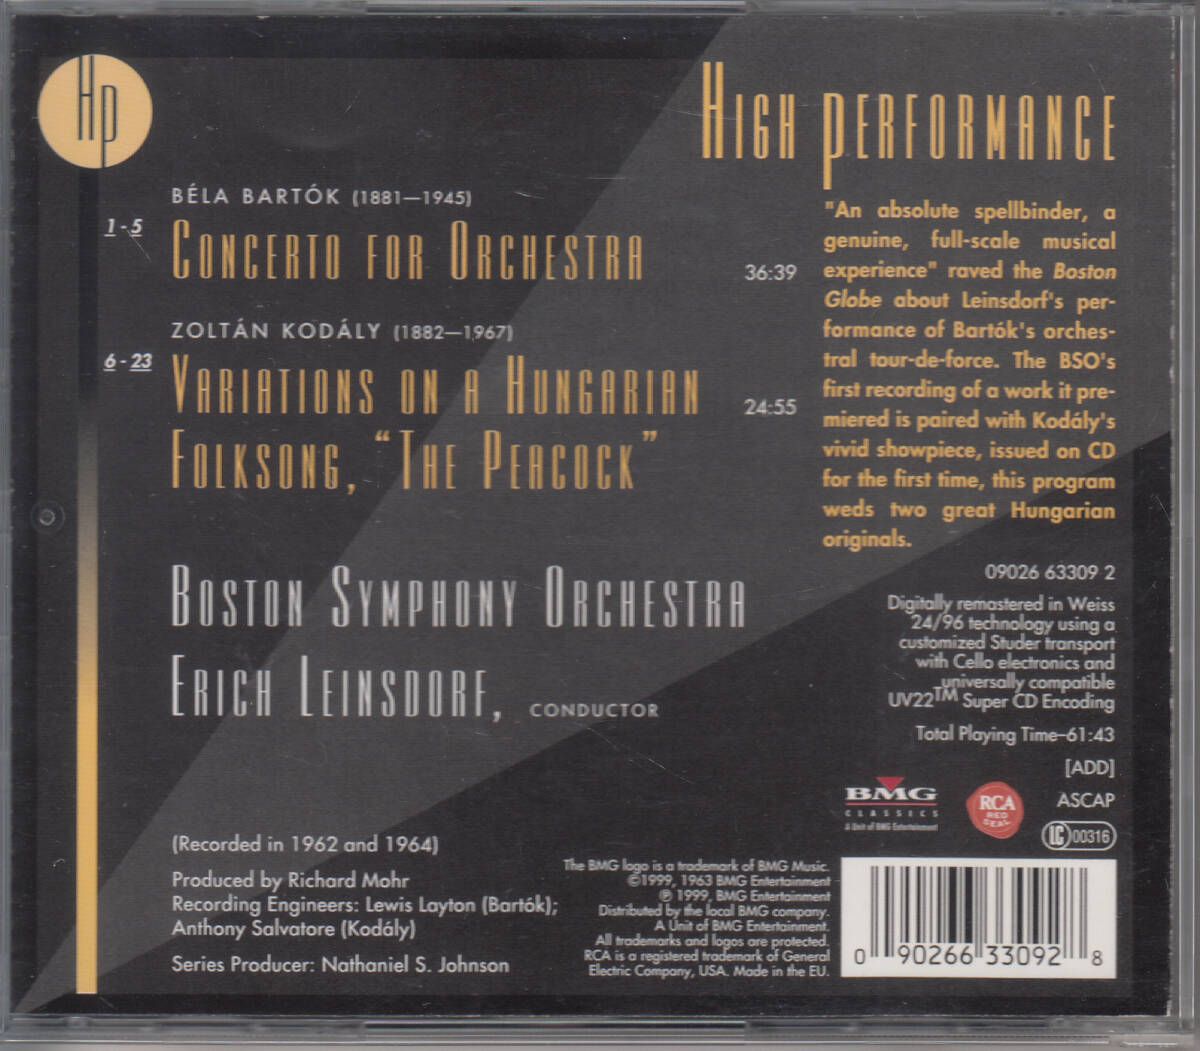 Hp
HIGH PERFORMANCE
BÉLA BARTÓK (1881—1945)
1-5
CONCERTO FOR ORCHESTRA
36:39
ZOLTÁN KODÁLY (1882—1967)
6-23
VARIATIONS ON A HUNGARIAN
FOLKSONG, “THE PEACOCK”
24:55
BOSTON SYMPHONY ORCHESTRA
ERICH LEINSDORF, CONDUCTOR
"An absolute spellbinder, a
genuine, full-scale musical
experience" raved the Boston
Globe about Leinsdorf's per-
formance of Bartók's orches-
tral tour-de-force. The BSO's
first recording of a work it pre-
miered is paired with Kodály's
vivid showpiece, issued on CD
for the first time, this program
weds two great Hungarian
originals.
09026 63309 2
Digitally remastered in Weiss
24/96 technology using a
customized Studer transport
with Cello electronics and
universally compatible
UV22™ Super CD Encoding
Total Playing Time–61:43
[ADD]
ASCAP
BMG
CLASSICS
A Unit of BMG Entertainment
RCA
RED
SEAL
LC 00316
(Recorded in 1962 and 1964)
Produced by Richard Mohr
Recording Engineers: Lewis Layton (Bartók);
Anthony Salvatore (Kodály)
Series Producer: Nathaniel S. Johnson
The BMG logo is a trademark of BMG Music.
©1999, 1963 BMG Entertainment
℗ 1999, BMG Entertainment
Distributed by the local BMG company.
A Unit of BMG Entertainment.
All trademarks and logos are protected.
RCA is a registered trademark of General
Electric Company, USA. Made in the EU.
0 90266 33092 8